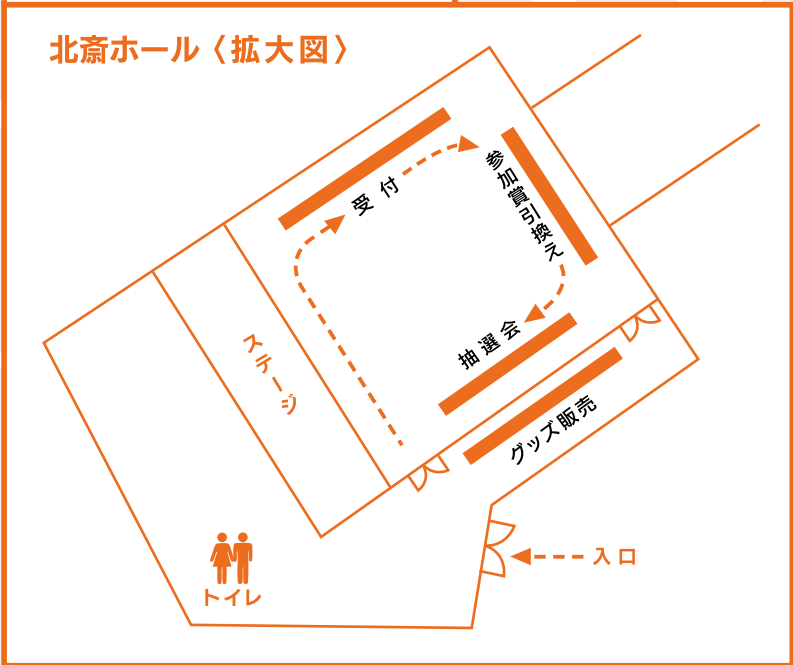 北斎ホール〈拡大図〉
受付
参加賞引換え
抽選会
グッズ販売
ステージ
入口
トイレ